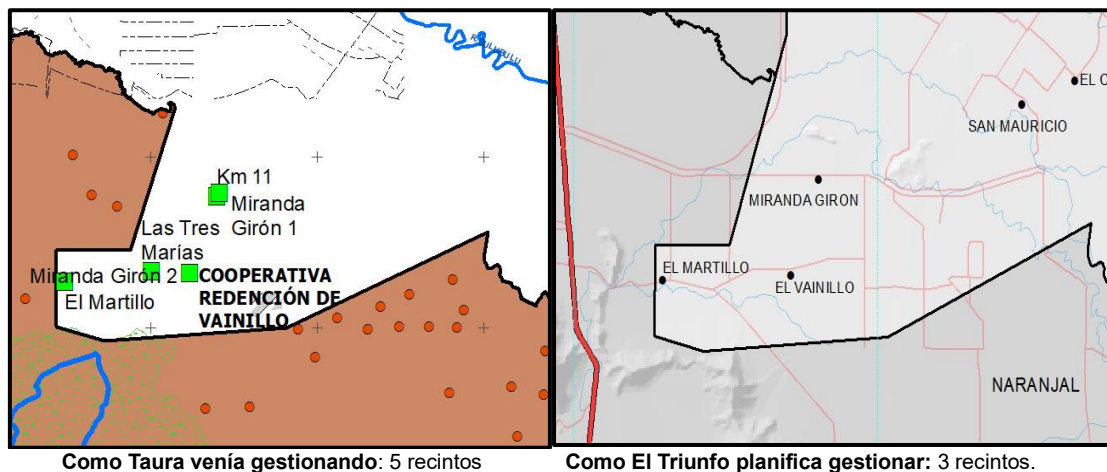 R. CULEBRU
Km 11
Miranda
Girón 1
Las Tres
Marías
Miranda Girón 2
El Martillo
COOPERATIVA
REDENCIÓN DE
VAINILLO
EL C
SAN MAURICIO
MIRANDA GIRON
EL MARTILLO
EL VAINILLO
NARANJAL
Como Taura venía gestionando: 5 recintos
Como El Triunfo planifica gestionar: 3 recintos.